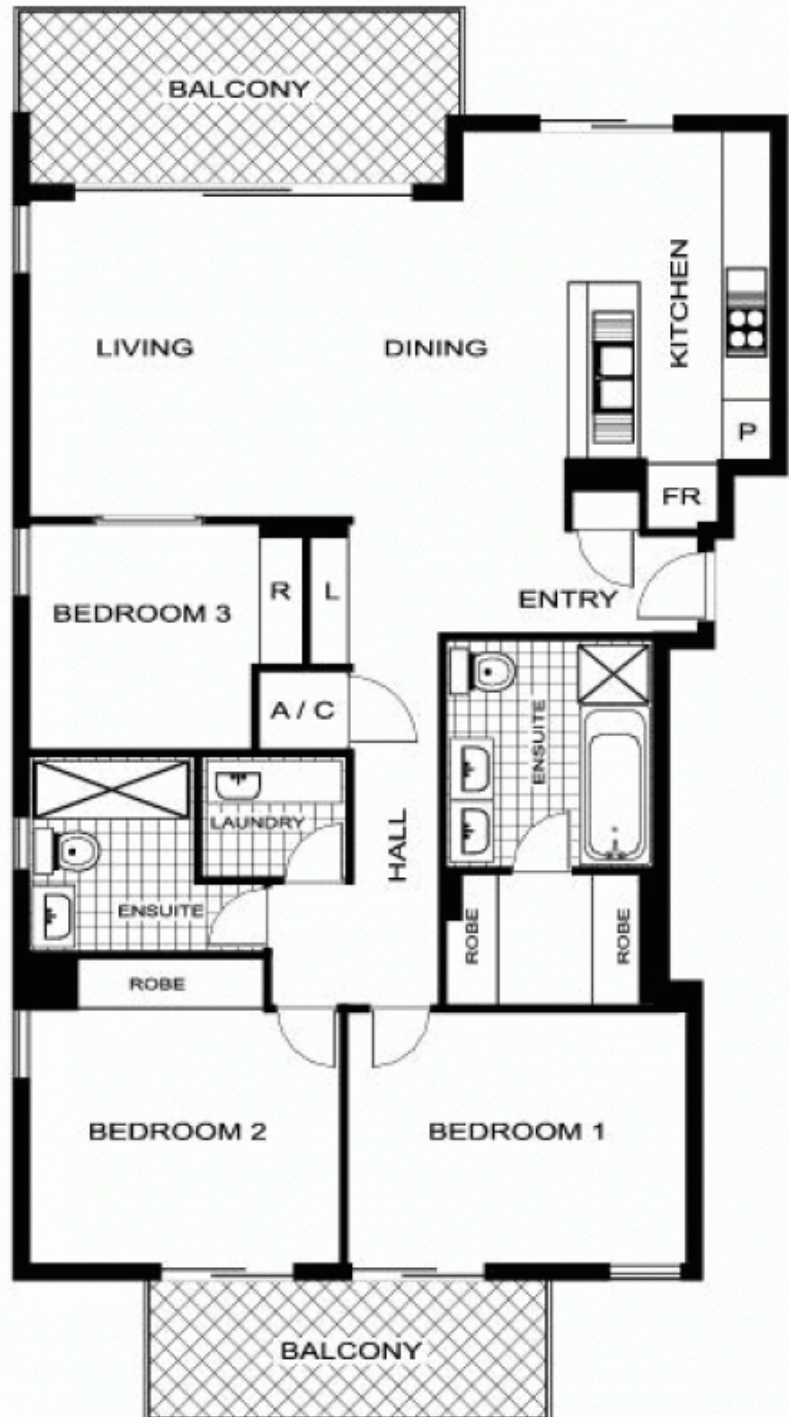 BALCONY
LIVING
DINING
KITCHEN
P
FR
ENTRY
BEDROOM 3
R
L
A / C
ENSUITE
LAUNDRY
HALL
ENSUITE
ROBE
ROBE
ROBE
BEDROOM 2
BEDROOM 1
BALCONY